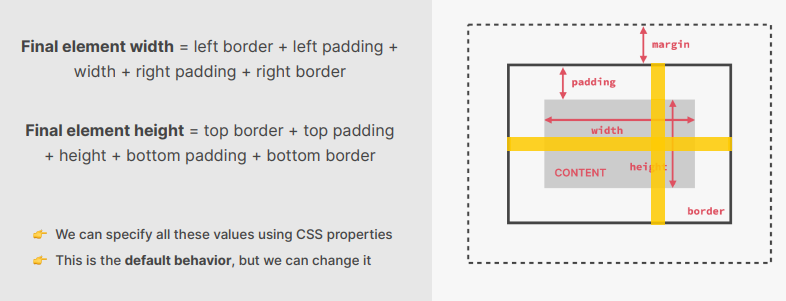 Final element width = left border + left padding +
width + right padding + right border
Final element height = top border + top padding
+ height + bottom padding + bottom border
👉 We can specify all these values using CSS properties
👉 This is the default behavior, but we can change it
margin
padding
width
height
CONTENT
border